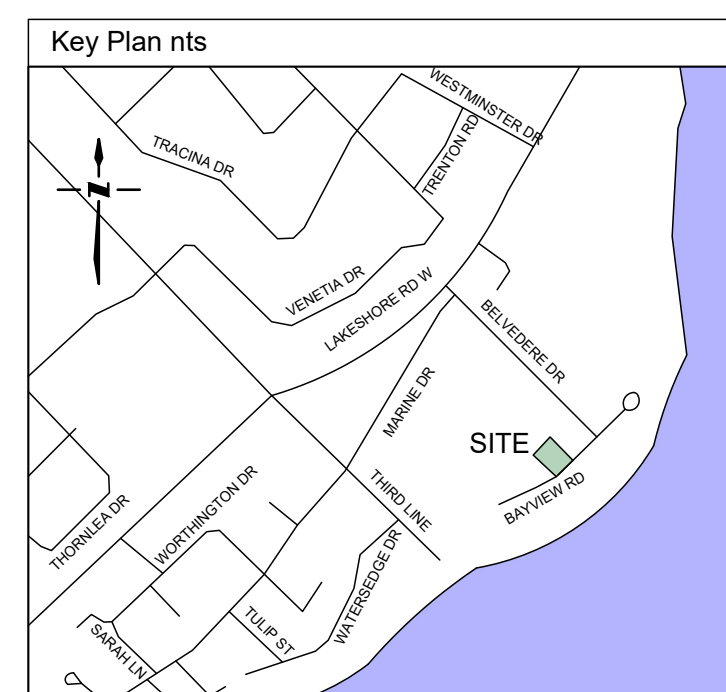 Key Plan nts
WESTMINSTER DR
TRACINA DR
TRENTON RD
N
VENETIA DR
LAKESHORE RD W
BELVEDERE DR
MARINE DR
SITE
BAYVIEW RD
THIRD LINE
WORTHINGTON DR
THORNLEA DR
WATERSEDGE DR
TULIP ST
SARAH LN